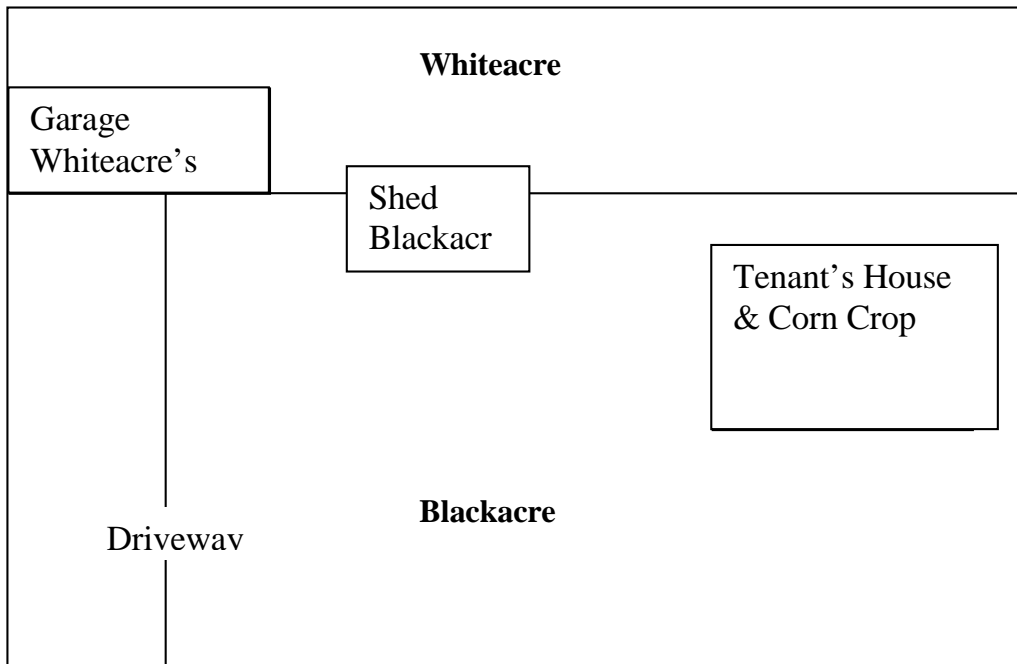 Whiteacre
Garage
Whiteacre’s
Shed
Blackacr
Tenant’s House
& Corn Crop
Blackacre
Drivewav